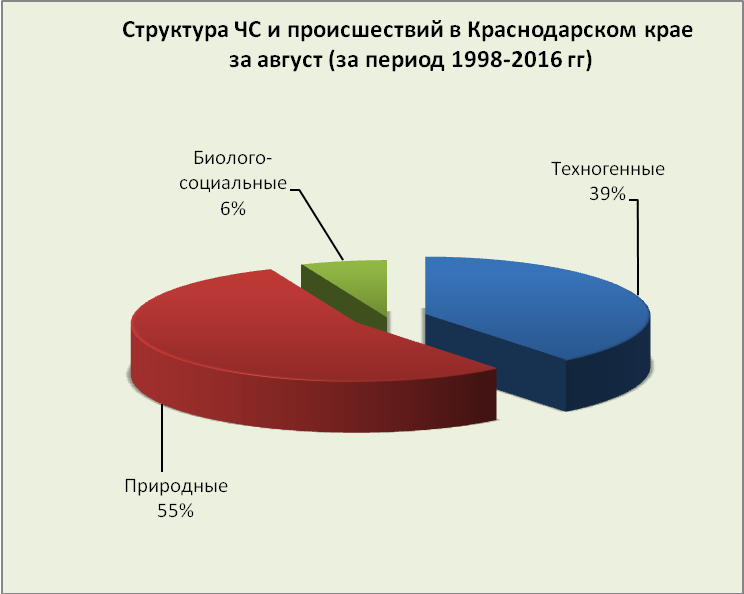 Структура ЧС и происшествий в Краснодарском крае
за август (за период 1998-2016 гг)
Биолого-
социальные
6%
Техногенные
39%
Природные
55%